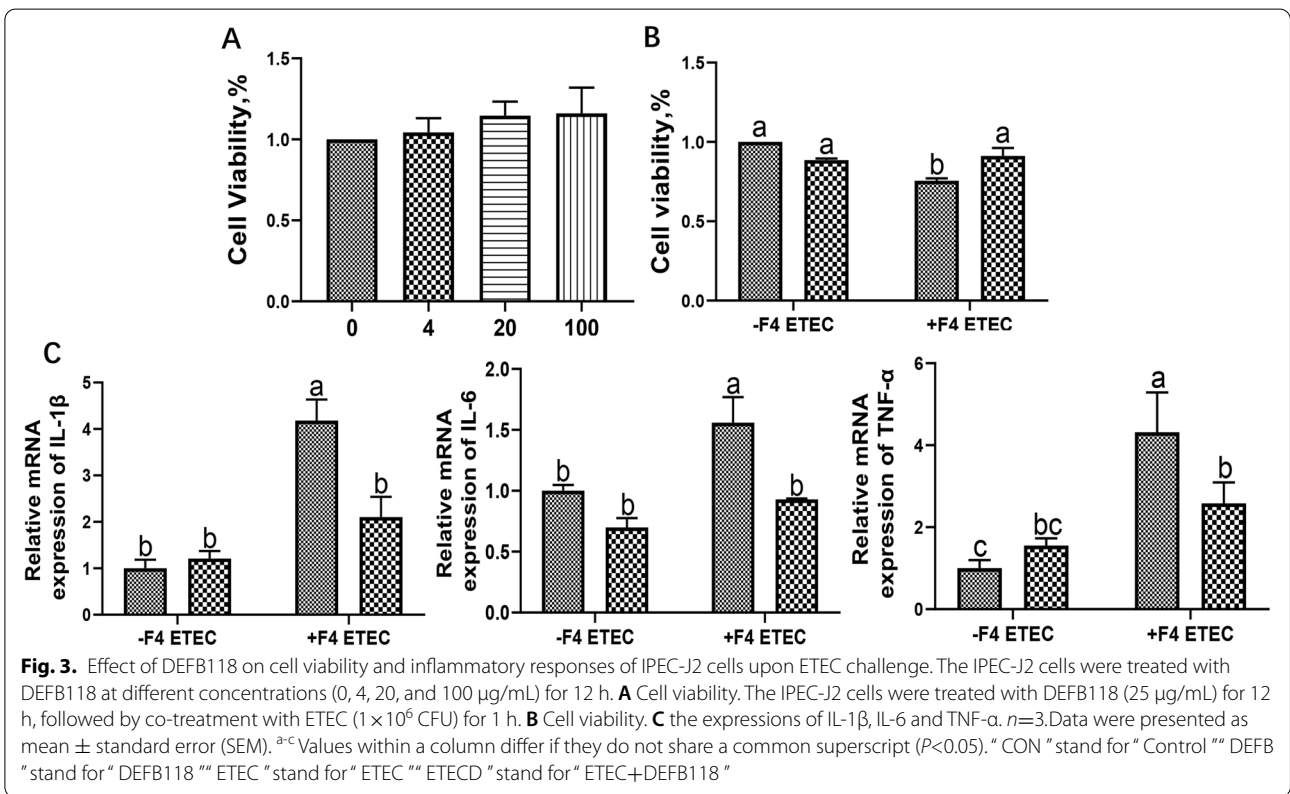 A
B
1.5
1.0
0.5
0.0
Cell Viability,%
0
4
20
100
1.5
1.0
0.5
0.0
Cell viability,%
a
a
b
a
-F4 ETEC
+F4 ETEC
C
5
4
3
2
1
0
Relative mRNA
expression of IL-1β
b
b
a
b
-F4 ETEC
+F4 ETEC
2.0
1.5
1.0
0.5
0.0
Relative mRNA
expression of IL-6
b
b
a
b
-F4 ETEC
+F4 ETEC
6
4
2
0
Relative mRNA
expression of TNF-α
c
bc
a
b
-F4 ETEC
+F4 ETEC
Fig. 3. Effect of DEFB118 on cell viability and inflammatory responses of IPEC-J2 cells upon ETEC challenge.The IPEC-J2 cells were treated with
DEFB118 at different concentrations (0, 4, 20, and 100 μg/mL) for 12 h. A Cell viability. The IPEC-J2 cells were treated with DEFB118 (25 μg/mL) for 12
h, followed by co-treatment with ETEC (1 × 10⁶ CFU) for 1 h. B Cell viability. C the expressions of IL-1β, IL-6 and TNF-α. n=3.Data were presented as
mean ± standard error (SEM). ᵃ⁻ᶜ Values within a column differ if they do not share a common superscript (P<0.05). “ CON ” stand for “ Control ”“ DEFB
” stand for “ DEFB118 ”“ ETEC ” stand for “ ETEC ”“ ETECD ” stand for “ ETEC+DEFB118 ”